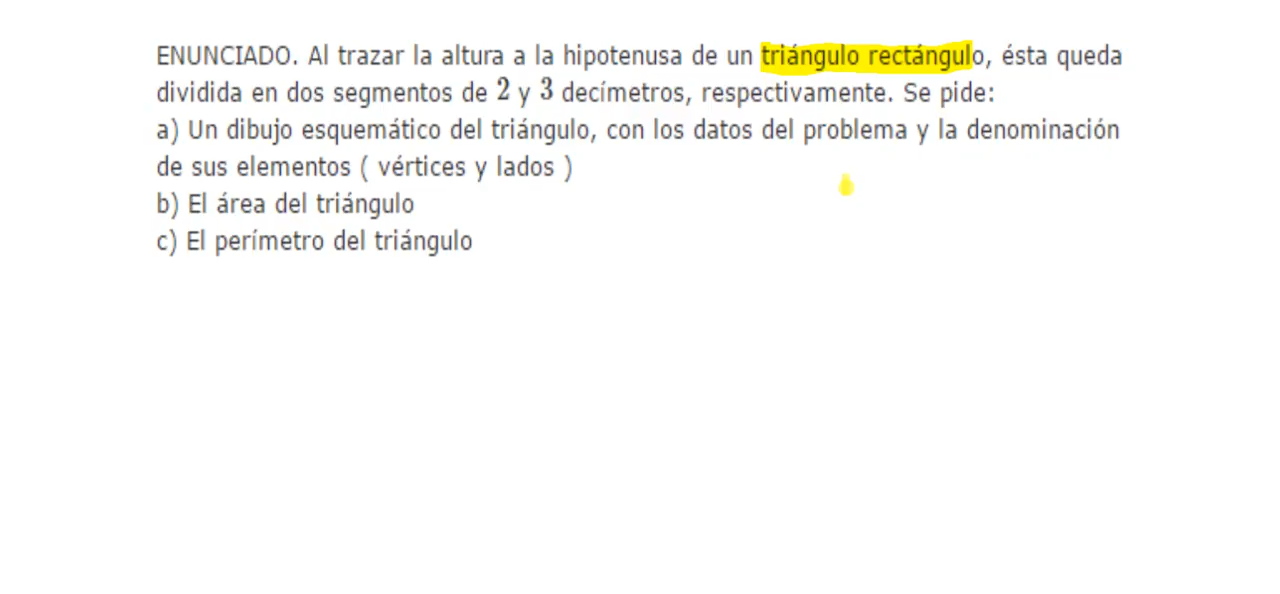 ENUNCIADO. Al trazar la altura a la hipotenusa de un triángulo rectángulo, ésta queda
dividida en dos segmentos de 2 y 3 decímetros, respectivamente. Se pide:
a) Un dibujo esquemático del triángulo, con los datos del problema y la denominación
de sus elementos ( vértices y lados )
b) El área del triángulo
c) El perímetro del triángulo